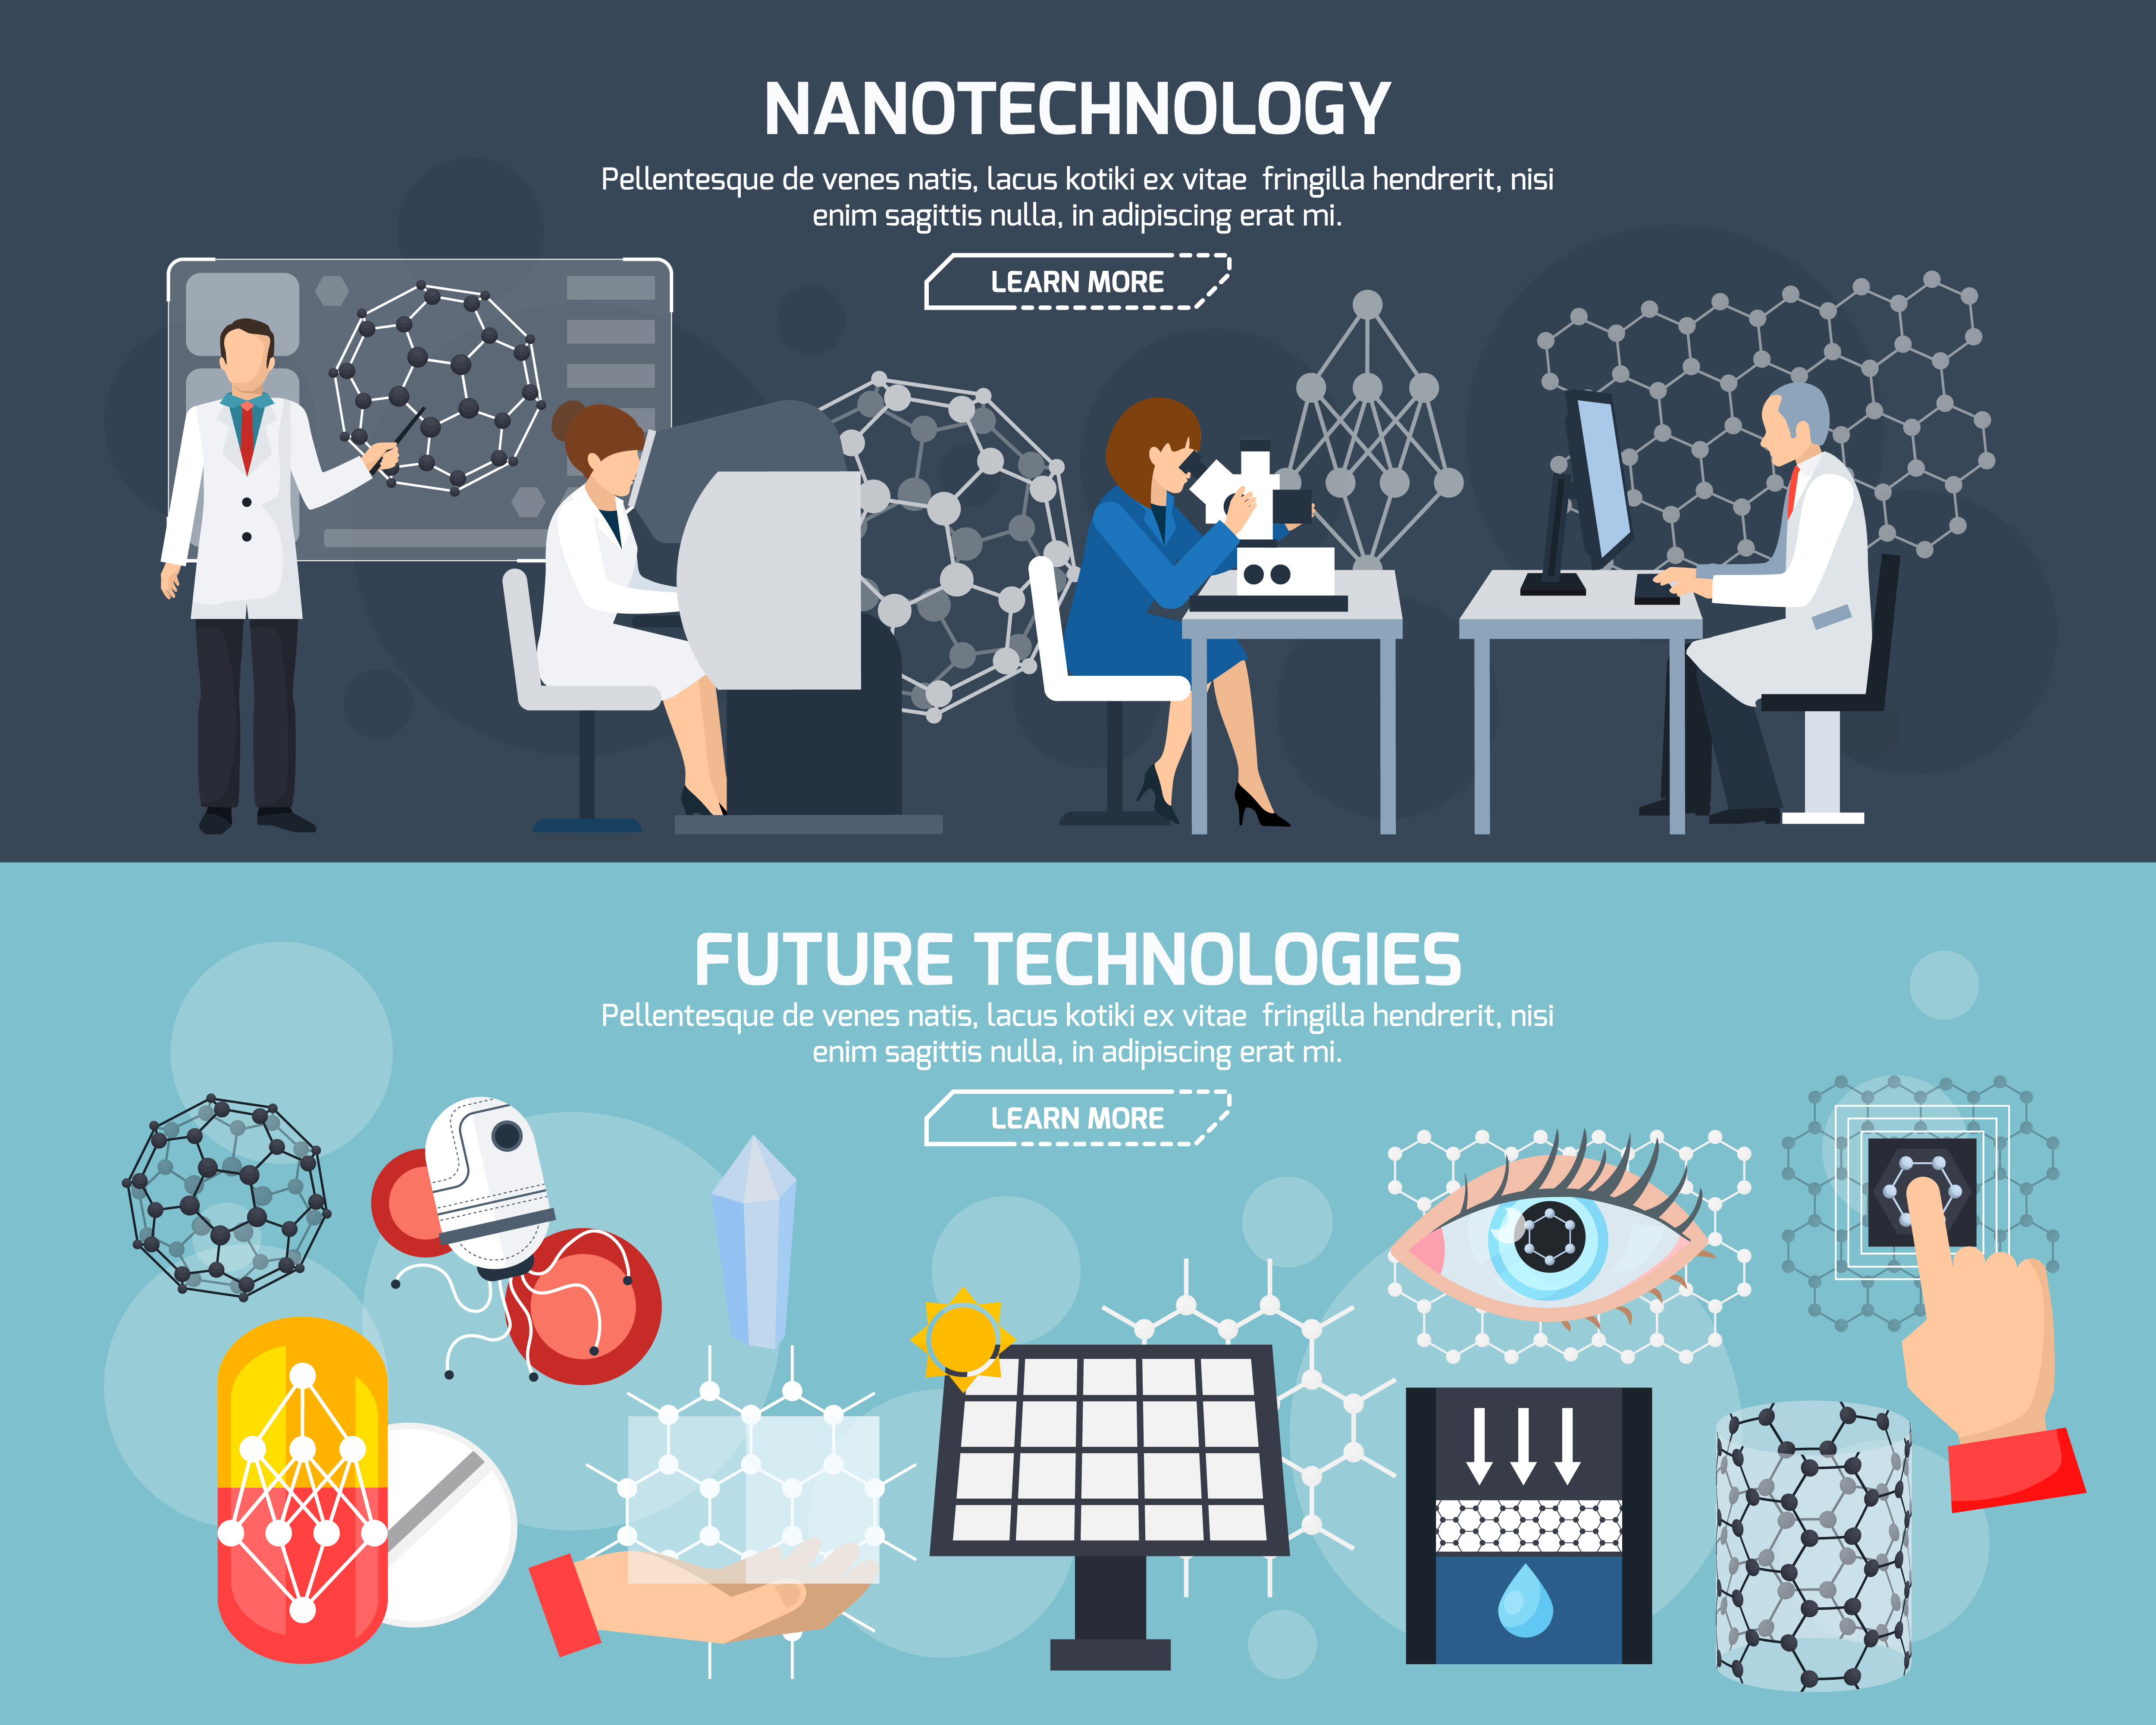 NANOTECHNOLOGY
Pellentesque de venes natis, lacus kotiki ex vitae fringilla hendrerit, nisi
enim sagittis nulla, in adipiscing erat mi.
LEARN MORE
FUTURE TECHNOLOGIES
Pellentesque de venes natis, lacus kotiki ex vitae fringilla hendrerit, nisi
enim sagittis nulla, in adipiscing erat mi.
LEARN MORE